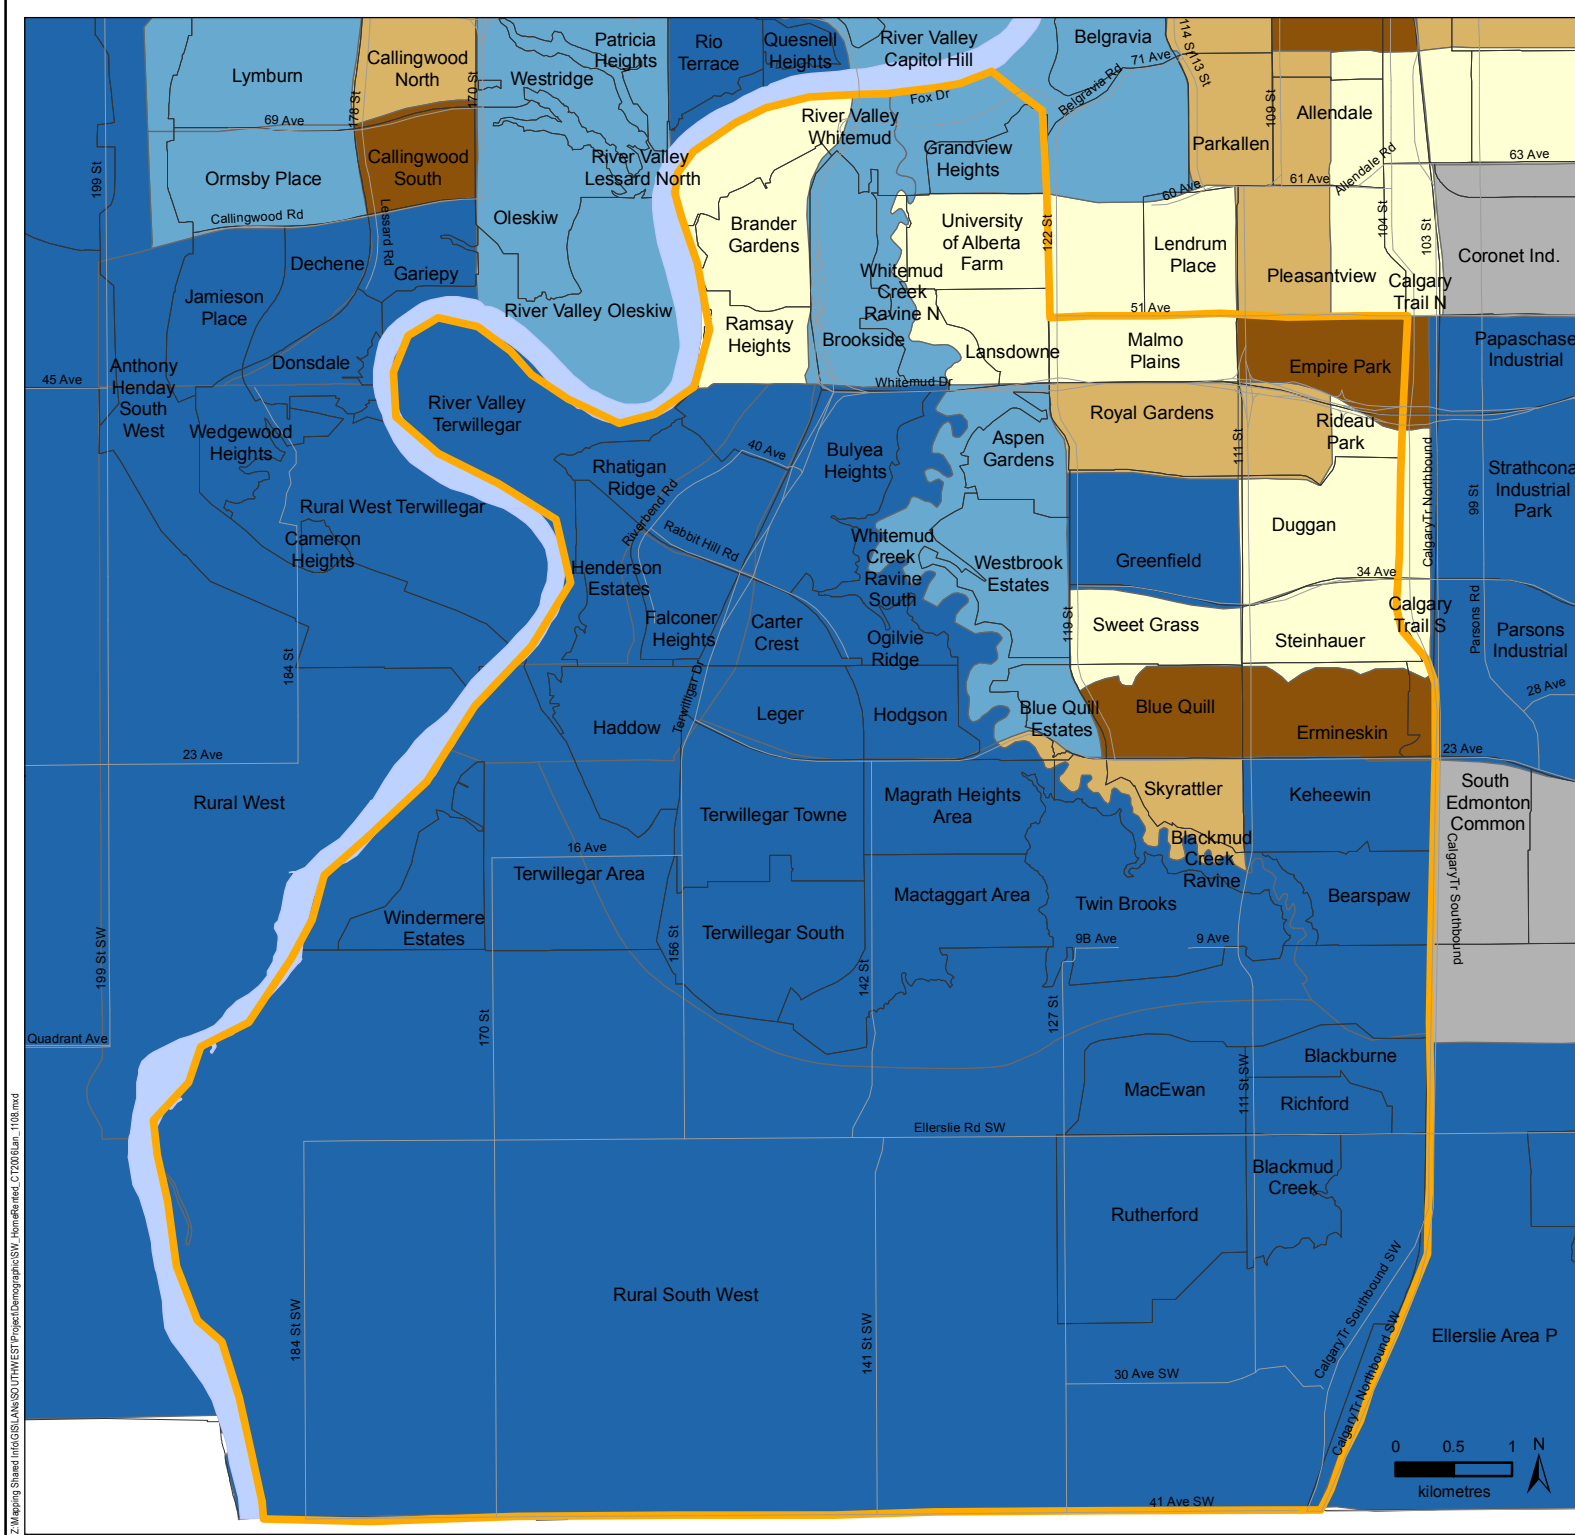 Patricia
Heights
Rio
Terrace
Quesnell
Heights
River Valley
Capitol Hill
Belgravia
114 St
113 St
Callingwood
North
Lymburn
178 St
170 St
Westridge
71 Ave
Belgravia Rd
Fox Dr
109 St
Allendale
69 Ave
River Valley
Whitemud
Grandview
Heights
Parkallen
Allendale Rd
63 Ave
199 St
Ormsby Place
Callingwood
South
River Valley
Lessard North
60 Ave
61 Ave
Callingwood Rd
Lessard Rd
Oleskiw
Brander
Gardens
University
of Alberta
Farm
122 St
Lendrum
Place
104 St
103 St
Coronet Ind.
Dechene
Gariepy
Jamieson
Place
Whitemud
Creek
Ravine N
Pleasantview
Calgary
Trail N
River Valley Oleskiw
Ramsay
Heights
Brookside
Lansdowne
51 Ave
Malmo
Plains
Empire Park
Papaschase
Industrial
Anthony
Henday
South
West
Donsdale
45 Ave
Whitemud Dr
River Valley
Terwillegar
Wedgewood
Heights
Royal Gardens
Rideau
Park
111 St
Aspen
Gardens
40 Ave
Bulyea
Heights
Rhatigan
Ridge
Riverbend Rd
Rabbit Hill Rd
Calgary Tr Northbound
99 St
Strathcona
Industrial
Park
Rural West Terwillegar
Cameron
Heights
Duggan
Greenfield
Whitemud
Creek
Ravine
South
Westbrook
Estates
34 Ave
Henderson
Estates
Falconer
Heights
Carter
Crest
Ogilvie
Ridge
119 St
Sweet Grass
Steinhauer
Calgary
Trail S
Parsons Rd
Parsons
Industrial
184 St
28 Ave
Terwilligar Dr
Haddow
Leger
Hodgson
Blue Quill
Estates
Blue Quill
Ermineskin
23 Ave
23 Ave
Rural West
Terwillegar Towne
Magrath Heights
Area
Skyrattler
Keheewin
South
Edmonton
Common
16 Ave
Terwillegar Area
Blackmud
Creek
Ravine
CalgaryTr Southbound
Windermere
Estates
Mactaggart Area
Twin Brooks
Bearspaw
Terwillegar South
9B Ave
9 Ave
199 St SW
156 St
142 St
127 St
170 St
Quadrant Ave
Blackburne
MacEwan
111 St SW
Richford
Ellerslie Rd SW
Blackmud
Creek
Rutherford
Rural South West
184 St SW
141 St SW
CalgaryTr Southbound SW
CalgaryTr Northbound SW
Ellerslie Area P
30 Ave SW
0 0.5 1
kilometres
N
41 Ave SW
Z:\Mapping Shared Info\GIS\LANs\SOUTHWEST\Project\Demographic\SW_HomeRented_CT2006Lan_1108.mxd